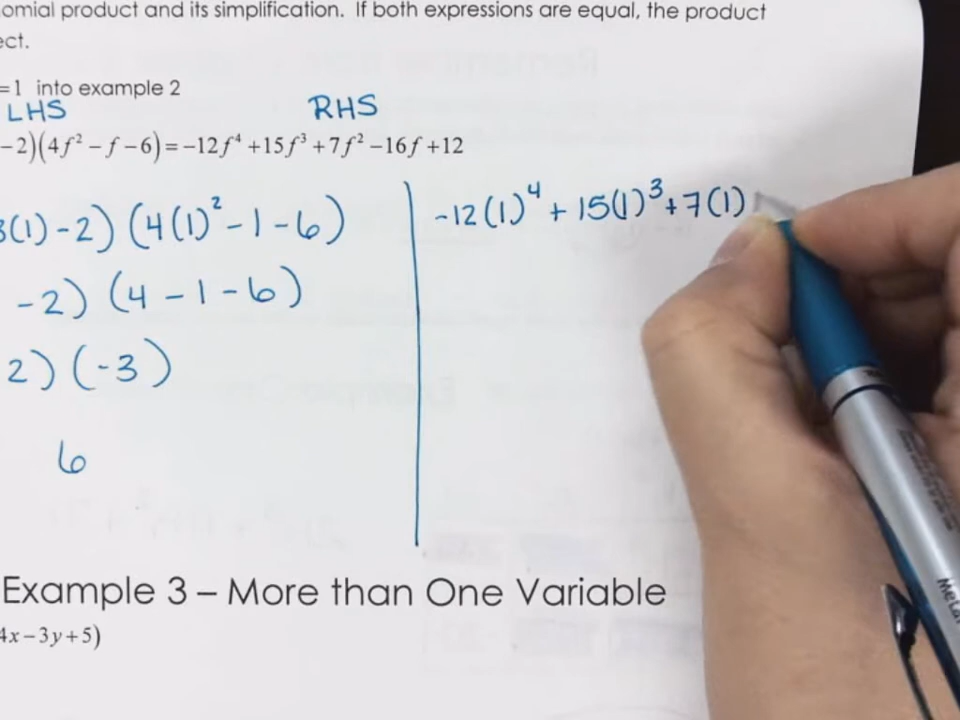 omial product and its simplification. If both expressions are equal, the product
ect.
=1 into example 2
LHS RHS
-2)(4f² - f - 6) = -12f⁴ +15f³ +7f² -16f +12
3(1) -2) (4(1)² -1 -6) -12(1)⁴ + 15(1)³ +7(1)
-2) (4 - 1 - 6)
2) (-3)
6
Example 3 – More than One Variable
4x - 3y + 5)